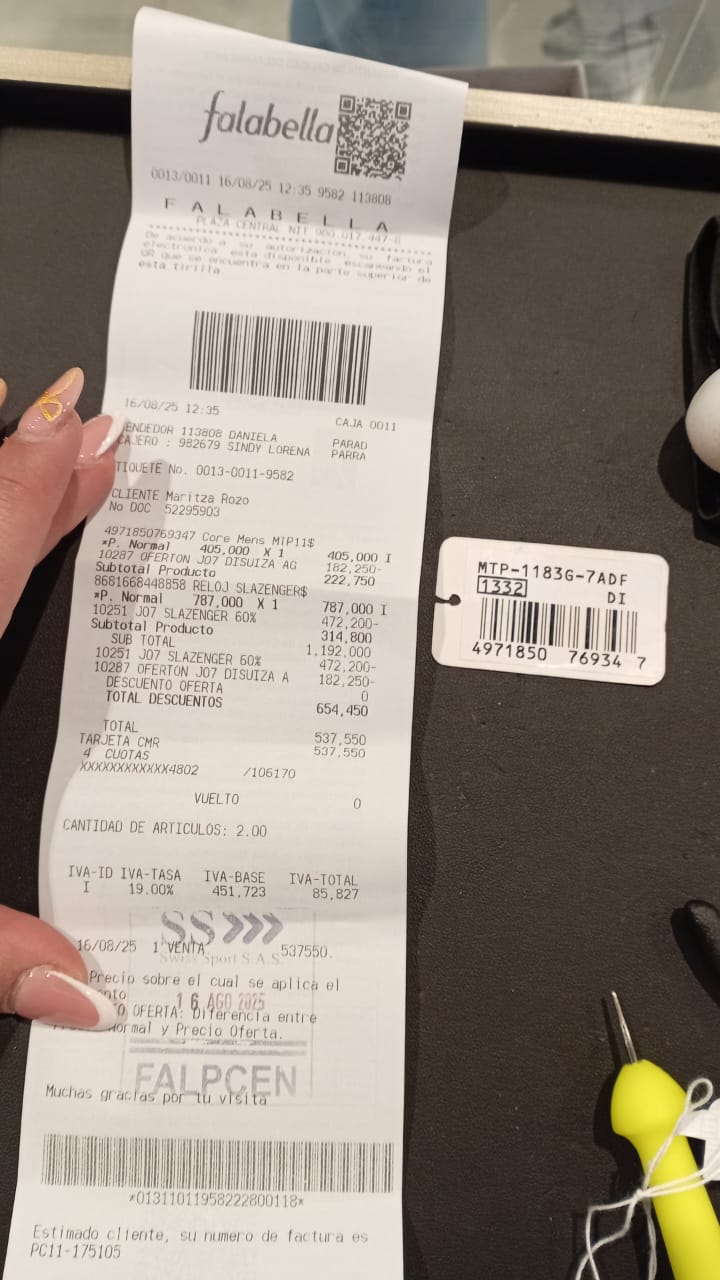 falabella
0013/0011 16/08/25 12:35 9582 113808
F A L A B E L L A
PLAZA CENTRAL NIT 900.017.447-8
De acuerdo a su autorizacion, su factura
electronica esta disponible escaneando el
QR que se encuentra en la parte superior de
esta tirilla
16/08/25 12:35 CAJA 0011
ENDEDOR 113808 DANIELA PARAD
CAJERO : 982679 SINDY LORENA PARRA
TIQUETE No. 0013-0011-9582
CLIENTE Maritza Rozo
No DOC 52295903
4971850769347 Core Mens MTP11$
*P. Normal 405,000 X 1 405,000 I
10287 OFERTON J07 DISUIZA AG 182,250-
Subtotal Producto 222,750
8681668448858 RELOJ SLAZENGER$
*P. Normal 787,000 X 1 787,000 I
10251 J07 SLAZENGER 60% 472,200-
Subtotal Producto 314,800
SUB TOTAL 1.192.000
10251 J07 SLAZENGER 60% 472,200-
10287 OFERTON J07 DISUIZA A 182,250-
DESCUENTO OFERTA 0
TOTAL DESCUENTOS 654,450
TOTAL 537,550
TARJETA CMR 537,550
4 CUOTAS
XXXXXXXXXXXX4802 /106170
VUELTO 0
CANTIDAD DE ARTICULOS: 2.00
IVA-ID IVA-TASA IVA-BASE IVA-TOTAL
I 19.00% 451,723 85,827
SS
16/08/25 1 VENTA 537550.
Swiss Sport S.A.S
Precio sobre el cual se aplica el
nto
16 AGO 2025
O OFERTA: Diferencia entre
Normal y Precio Oferta.
FALPCEN
Muchas gracias por tu visita
*01311011958222800118*
Estimado cliente, su numero de factura es
PC11-175105
MTP-1183G-7ADF
1332 DI
4971850 76934 7